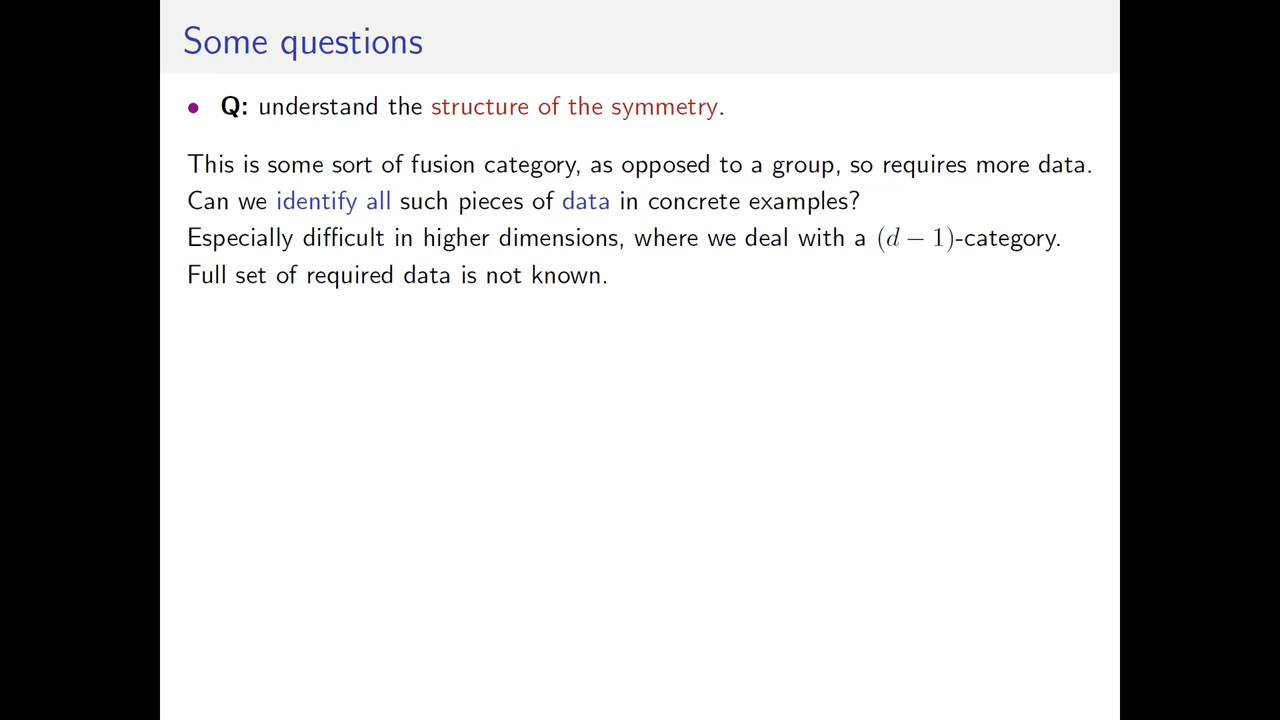 Some questions
• Q: understand the structure of the symmetry.
This is some sort of fusion category, as opposed to a group, so requires more data.
Can we identify all such pieces of data in concrete examples?
Especially difficult in higher dimensions, where we deal with a (d − 1)-category.
Full set of required data is not known.